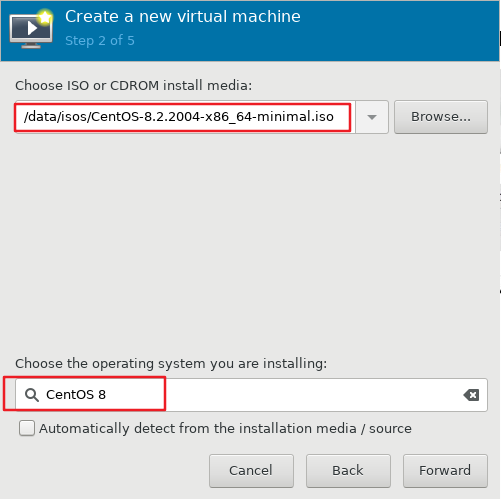 Create a new virtual machine
Step 2 of 5
Choose ISO or CDROM install media:
/data/isos/CentOS-8.2.2004-x86_64-minimal.iso
Browse...
Choose the operating system you are installing:
CentOS 8
Automatically detect from the installation media / source
Cancel Back Forward